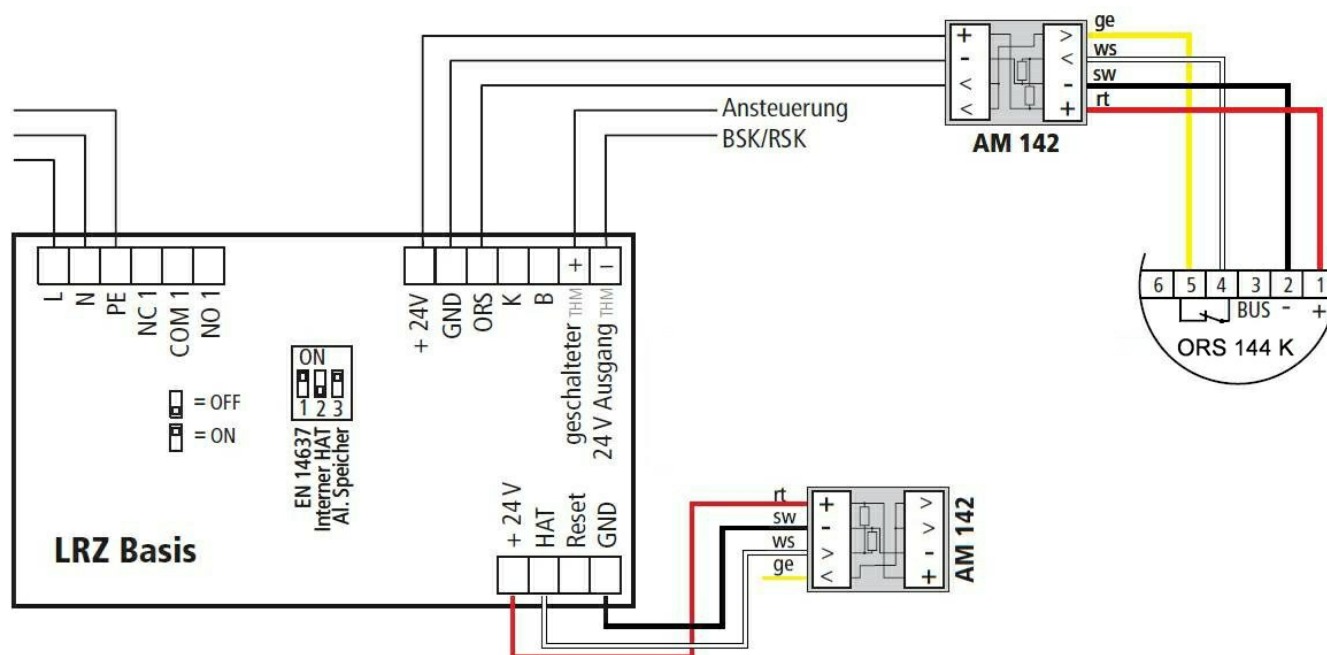 ge
ws
sw
rt
+
-
<
<
>
<
-
+
AM 142
Ansteuerung
BSK/RSK
6 5 4 3 2 1
BUS - +
ORS 144 K
L
N
PE
NC 1
COM 1
NO 1
+ 24V
GND
ORS
K
B
+
–
geschalteter THM
24 V Ausgang THM
ON
1 2 3
= OFF
= ON
EN 14637
Interner HAT
Al. Speicher
LRZ Basis
+ 24 V
HAT
Reset
GND
rt
sw
ws
ge
+
-
>
<
>
>
-
+
AM 142